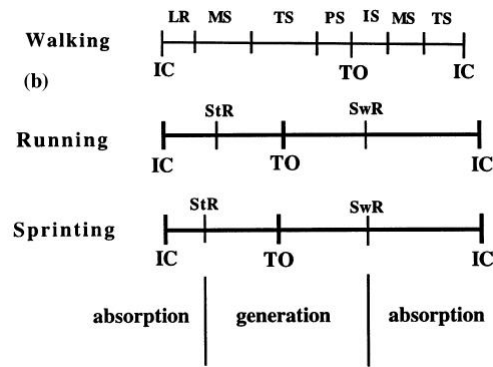 LR MS TS PS IS MS TS
Walking
IC TO IC
(b)
StR SwR
Running
IC TO IC
StR SwR
Sprinting
IC TO IC
absorption generation absorption